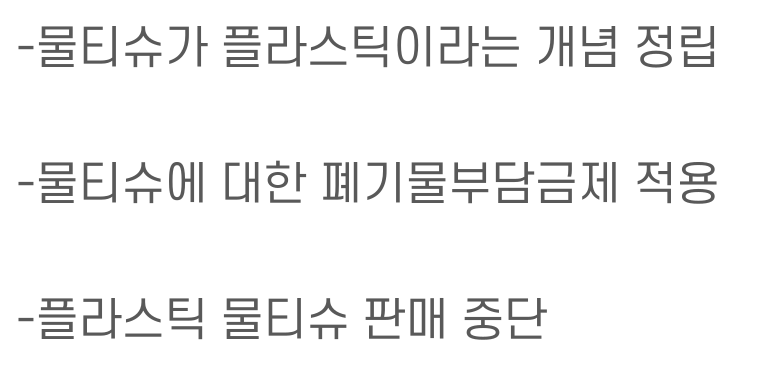 -물티슈가 플라스틱이라는 개념 정립
-물티슈에 대한 폐기물부담금제 적용
-플라스틱 물티슈 판매 중단